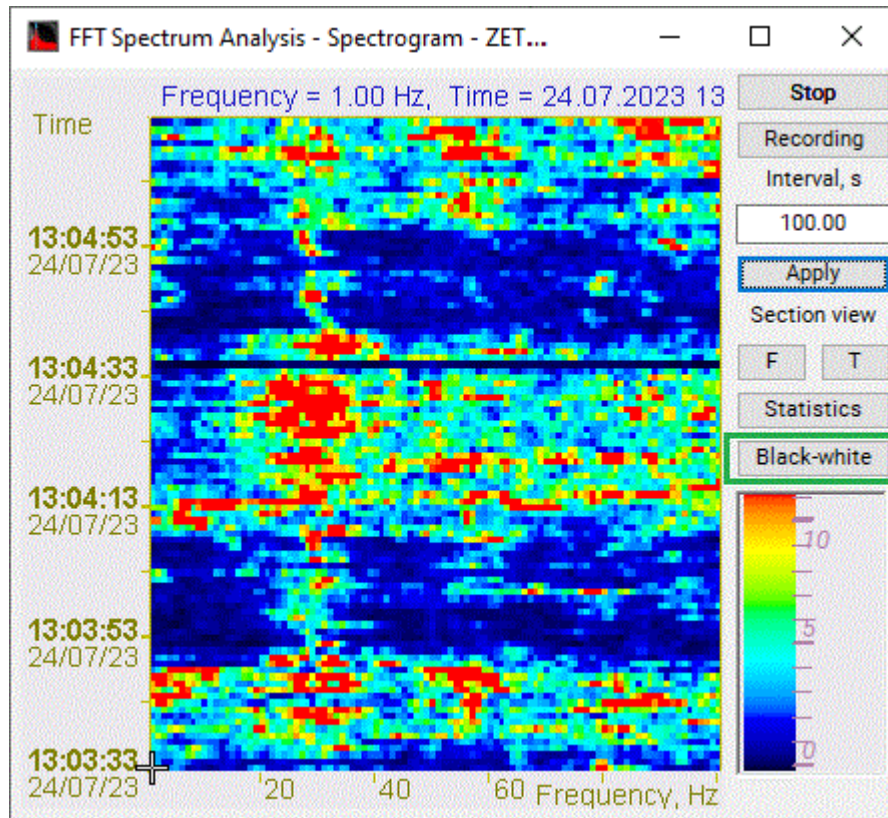 FFT Spectrum Analysis - Spectrogram - ZET...
Frequency = 1.00 Hz, Time = 24.07.2023 13
Time
13:04:53
24/07/23
13:04:33
24/07/23
13:04:13
24/07/23
13:03:53
24/07/23
13:03:33
24/07/23
20 40 60 Frequency, Hz
Stop
Recording
Interval, s
100.00
Apply
Section view
F T
Statistics
Black-white
10
5
0